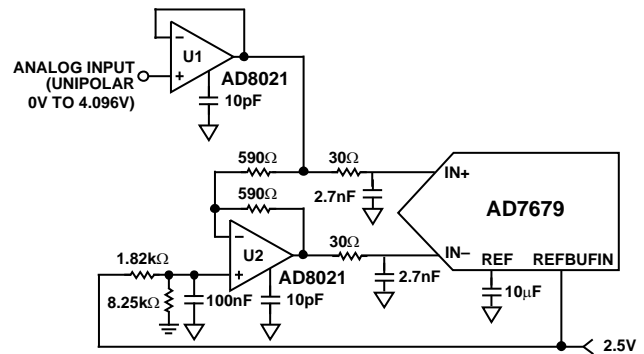 U1
ANALOG INPUT
(UNIPOLAR
0V TO 4.096V)
AD8021
10pF
590Ω
30Ω
590Ω
2.7nF
IN+
AD7679
30Ω
IN–
U2
AD8021
REF
REFBUFIN
1.82kΩ
8.25kΩ
100nF
10pF
2.7nF
10μF
2.5V
− + − +